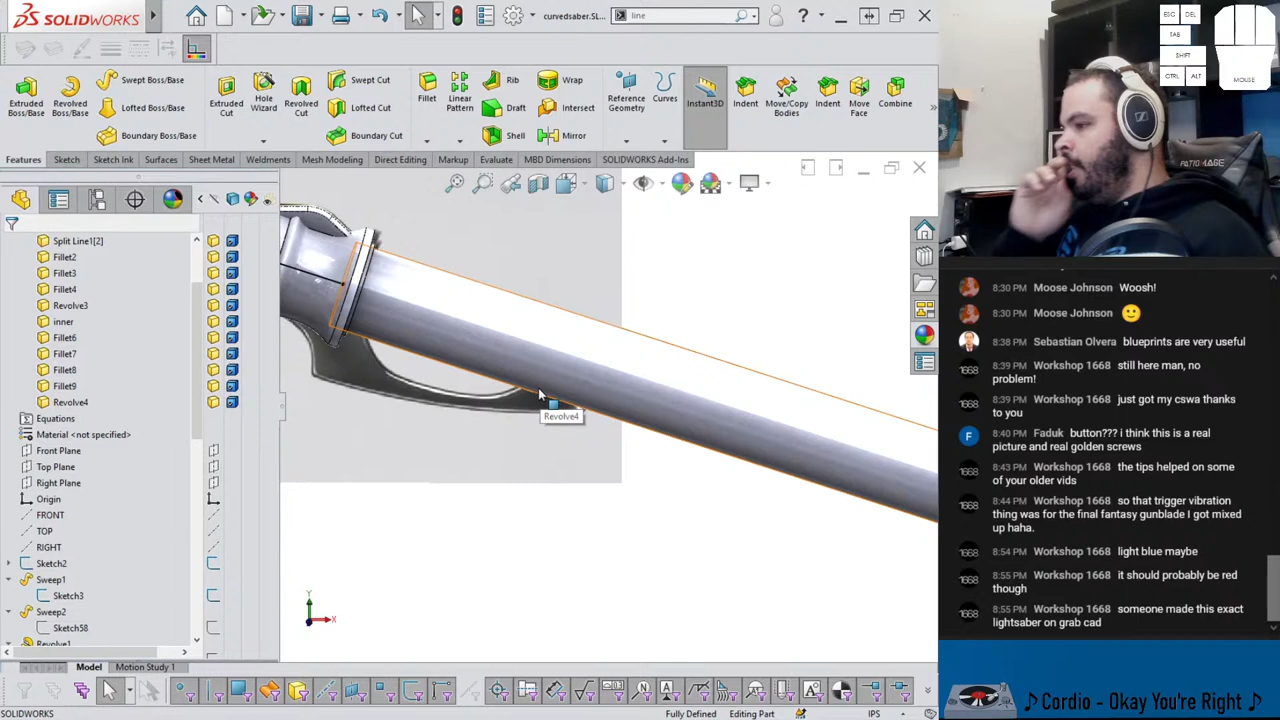 SOLIDWORKS
curvedsaber.SL...
line
Extruded Boss/Base
Revolved Boss/Base
Swept Boss/Base
Lofted Boss/Base
Boundary Boss/Base
Extruded Cut
Hole Wizard
Revolved Cut
Swept Cut
Lofted Cut
Boundary Cut
Fillet
Linear Pattern
Rib
Draft
Shell
Wrap
Intersect
Mirror
Reference Geometry
Curves
Instant3D
Indent
Move/Copy Bodies
Indent
Move Face
Combine
Features
Sketch
Sketch Ink
Surfaces
Sheet Metal
Weldments
Mesh Modeling
Direct Editing
Markup
Evaluate
MBD Dimensions
SOLIDWORKS Add-Ins
Split Line1[2]
Fillet2
Fillet3
Fillet4
Revolve3
inner
Fillet6
Fillet7
Fillet8
Fillet9
Revolve4
Equations
Material <not specified>
Front Plane
Top Plane
Right Plane
Origin
FRONT
TOP
RIGHT
Sketch2
Sweep1
Sketch3
Sweep2
Sketch58
Revolve1
Revolve4
Y
X
Model
Motion Study 1
SOLIDWORKS
Fully Defined
Editing Part
IPS
ESC
DEL
TAB
SHIFT
CTRL
ALT
MOUSE
8:30 PM Moose Johnson Woosh!
8:30 PM Moose Johnson
8:38 PM Sebastian Olvera blueprints are very useful
8:39 PM Workshop 1668 still here man, no
problem!
8:39 PM Workshop 1668 just got my cswa thanks
to you
8:40 PM Faduk button??? i think this is a real
picture and real golden screws
8:43 PM Workshop 1668 the tips helped on some
of your older vids
8:44 PM Workshop 1668 so that trigger vibration
thing was for the final fantasy gunblade I got mixed
up haha.
8:54 PM Workshop 1668 light blue maybe
8:55 PM Workshop 1668 it should probably be red
though
8:55 PM Workshop 1668 someone made this exact
lightsaber on grab cad
♪ Cordio - Okay You're Right ♪